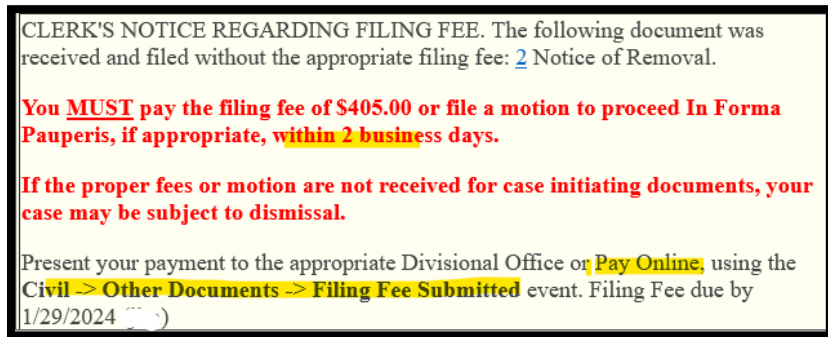 CLERK'S NOTICE REGARDING FILING FEE. The following document was
received and filed without the appropriate filing fee: 2 Notice of Removal.
You MUST pay the filing fee of $405.00 or file a motion to proceed In Forma
Pauperis, if appropriate, within 2 business days.
If the proper fees or motion are not received for case initiating documents, your
case may be subject to dismissal.
Present your payment to the appropriate Divisional Office or Pay Online, using the
Civil -> Other Documents -> Filing Fee Submitted event. Filing Fee due by
1/29/2024 )